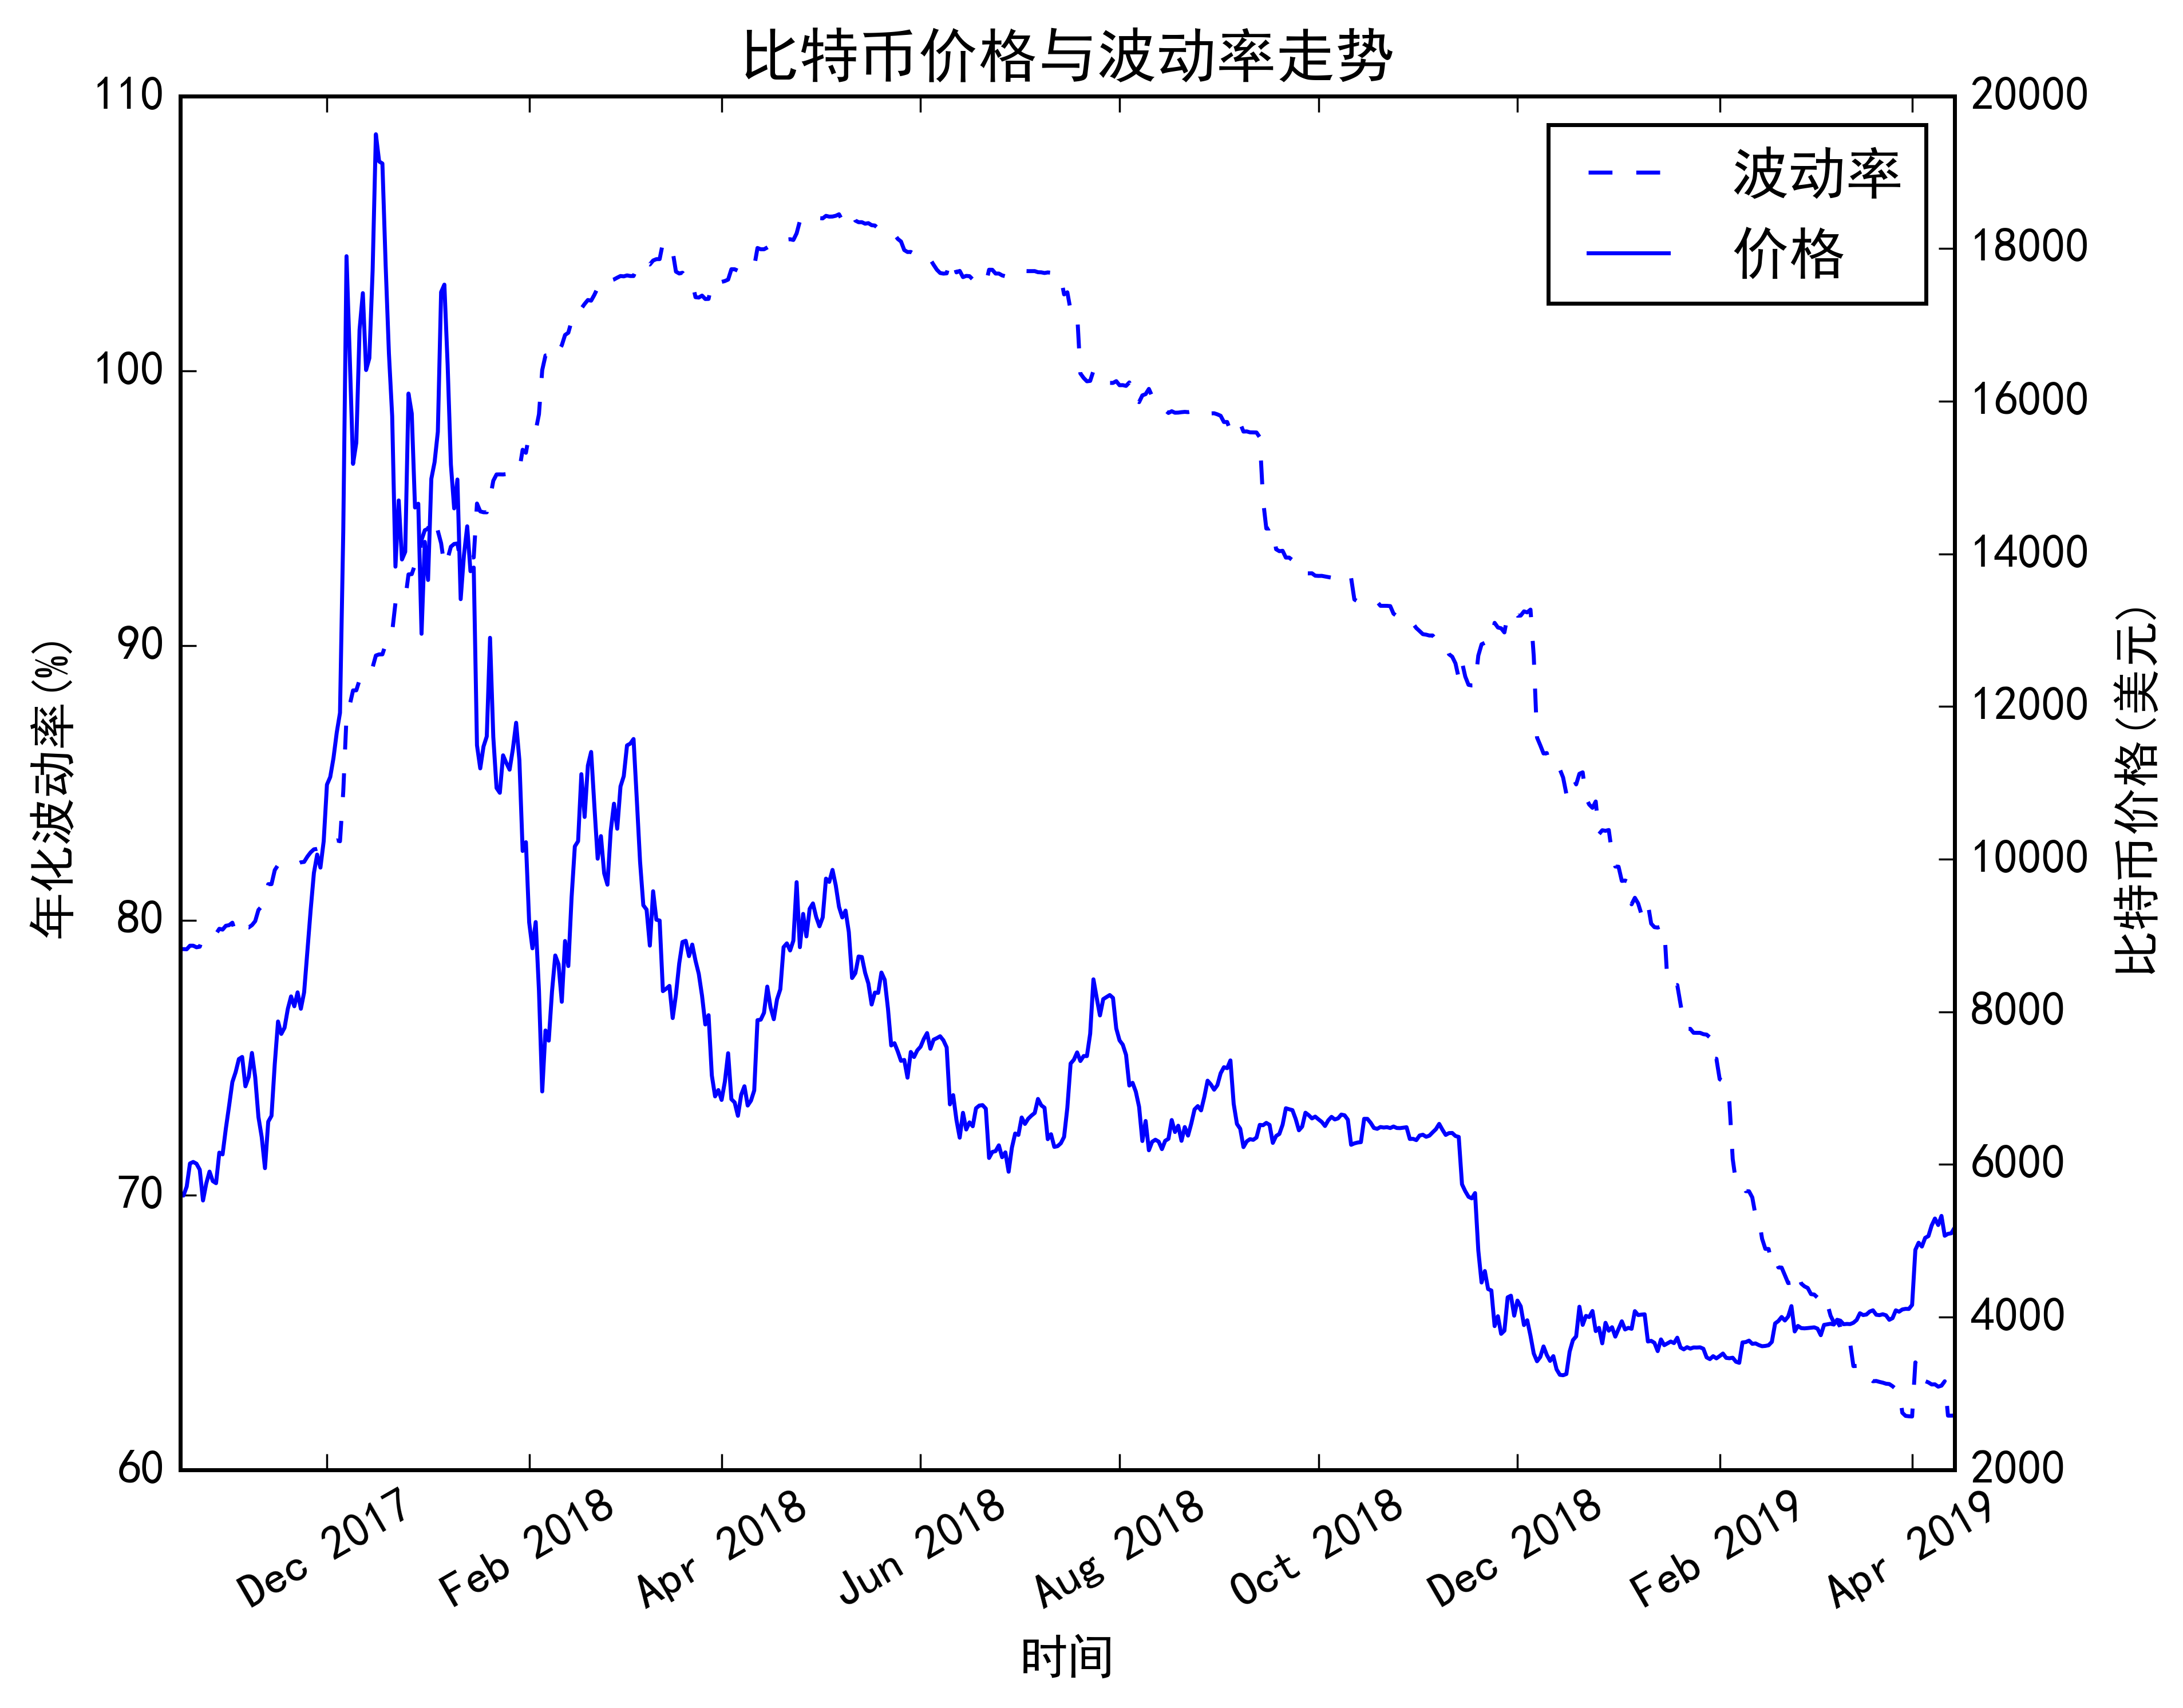 比特币价格与波动率走势
波动率
价格
年化波动率(%)
110
100
90
80
70
60
比特币价格(美元)
20000
18000
16000
14000
12000
10000
8000
6000
4000
2000
Dec 2017
Feb 2018
Apr 2018
Jun 2018
Aug 2018
Oct 2018
Dec 2018
Feb 2019
Apr 2019
时间